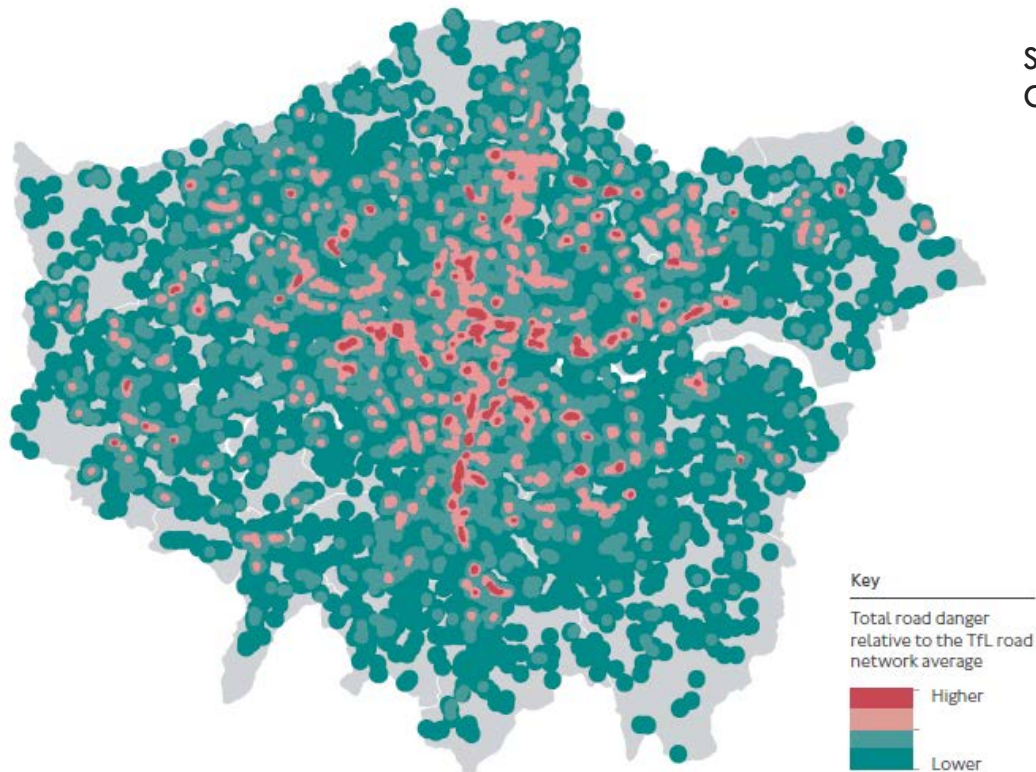 Key
Total road danger
relative to the TfL road
network average
Higher
Lower